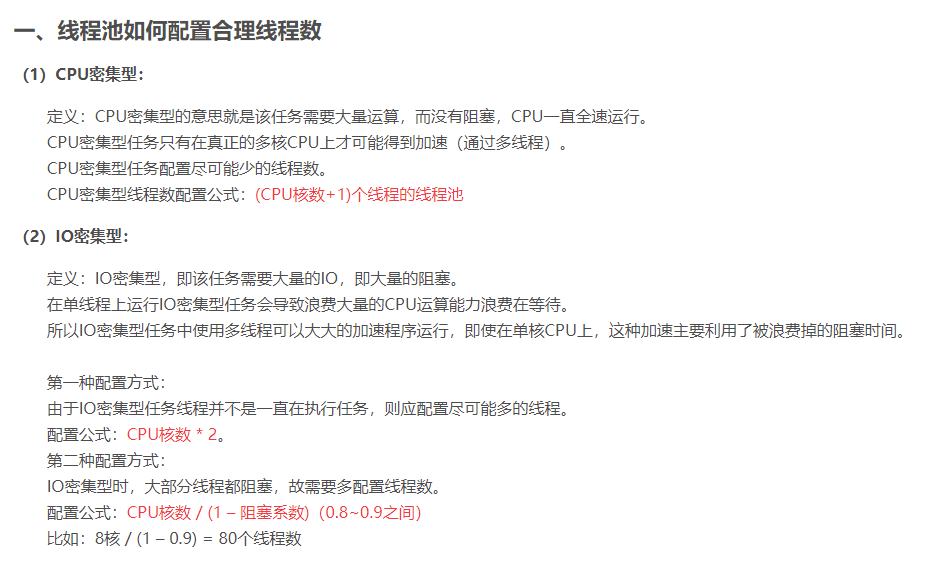 一、线程池如何配置合理线程数
（1）CPU密集型：
定义：CPU密集型的意思就是该任务需要大量运算，而没有阻塞，CPU一直全速运行。
CPU密集型任务只有在真正的多核CPU上才可能得到加速（通过多线程）。
CPU密集型任务配置尽可能少的线程数。
CPU密集型线程数配置公式：(CPU核数+1)个线程的线程池
（2）IO密集型：
定义：IO密集型，即该任务需要大量的IO，即大量的阻塞。
在单线程上运行IO密集型任务会导致浪费大量的CPU运算能力浪费在等待。
所以IO密集型任务中使用多线程可以大大的加速程序运行，即使在单核CPU上，这种加速主要利用了被浪费掉的阻塞时间。
第一种配置方式：
由于IO密集型任务线程并不是一直在执行任务，则应配置尽可能多的线程。
配置公式：CPU核数 * 2。
第二种配置方式：
IO密集型时，大部分线程都阻塞，故需要多配置线程数。
配置公式：CPU核数 / (1 – 阻塞系数)（0.8~0.9之间）
比如：8核 / (1 – 0.9) = 80个线程数